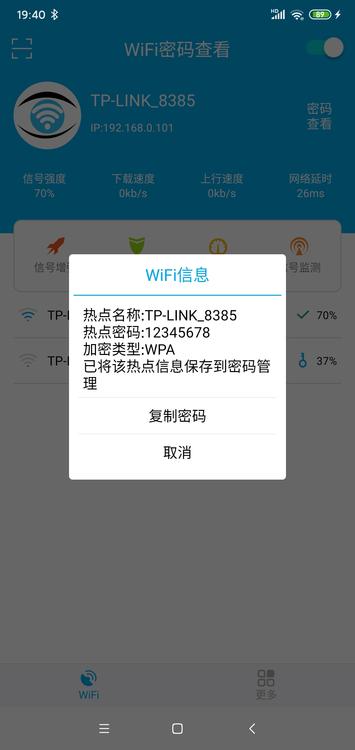 19:40
HD 89
WiFi密码查看
TP-LINK_8385
IP:192.168.0.101
密码
查看
信号强度 下载速度 上行速度 网络延时
70% 0kb/s 0kb/s 26ms
信号增
号监测
WiFi信息
热点名称:TP-LINK_8385
热点密码:12345678
加密类型:WPA
已将该热点信息保存到密码管
理
复制密码
取消
TP-L 70%
TP-L 37%
WiFi 更多